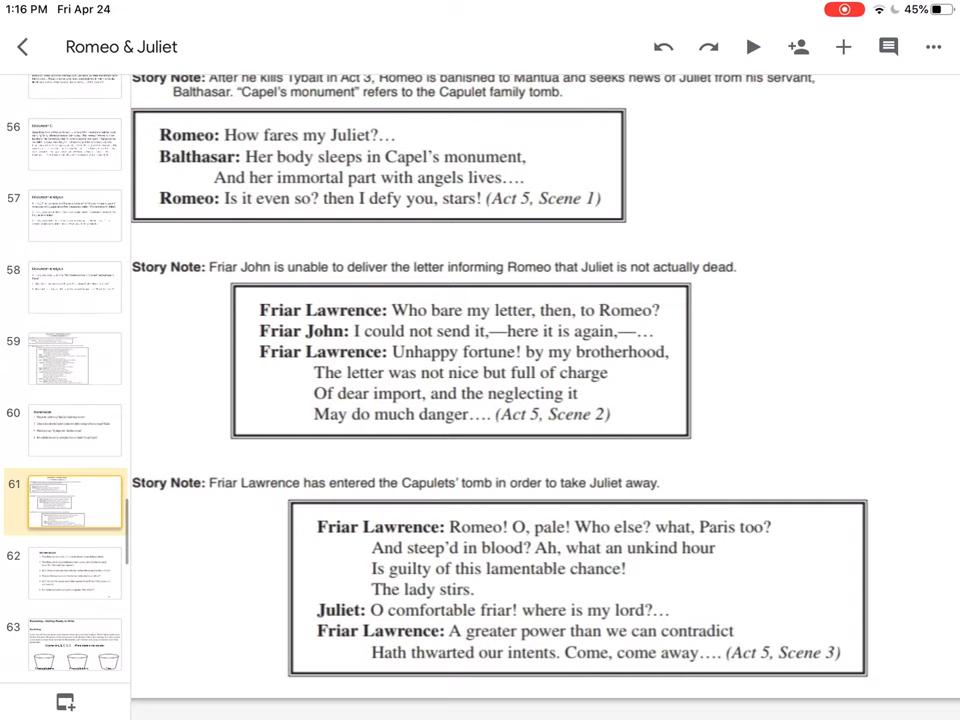 1:16 PM Fri Apr 24
45%
Romeo & Juliet
Story Note: After he kills Tybalt in Act 3, Romeo is banished to Mantua and seeks news of Juliet from his servant,
Balthasar. “Capel’s monument” refers to the Capulet family tomb.
Romeo: How fares my Juliet?…
Balthasar: Her body sleeps in Capel’s monument,
And her immortal part with angels lives….
Romeo: Is it even so? then I defy you, stars! (Act 5, Scene 1)
Story Note: Friar John is unable to deliver the letter informing Romeo that Juliet is not actually dead.
Friar Lawrence: Who bare my letter, then, to Romeo?
Friar John: I could not send it,—here it is again,—…
Friar Lawrence: Unhappy fortune! by my brotherhood,
The letter was not nice but full of charge
Of dear import, and the neglecting it
May do much danger…. (Act 5, Scene 2)
Story Note: Friar Lawrence has entered the Capulets’ tomb in order to take Juliet away.
Friar Lawrence: Romeo! O, pale! Who else? what, Paris too?
And steep’d in blood? Ah, what an unkind hour
Is guilty of this lamentable chance!
The lady stirs.
Juliet: O comfortable friar! where is my lord?…
Friar Lawrence: A greater power than we can contradict
Hath thwarted our intents. Come, come away…. (Act 5, Scene 3)
56
57
58
59
60
61
62
63